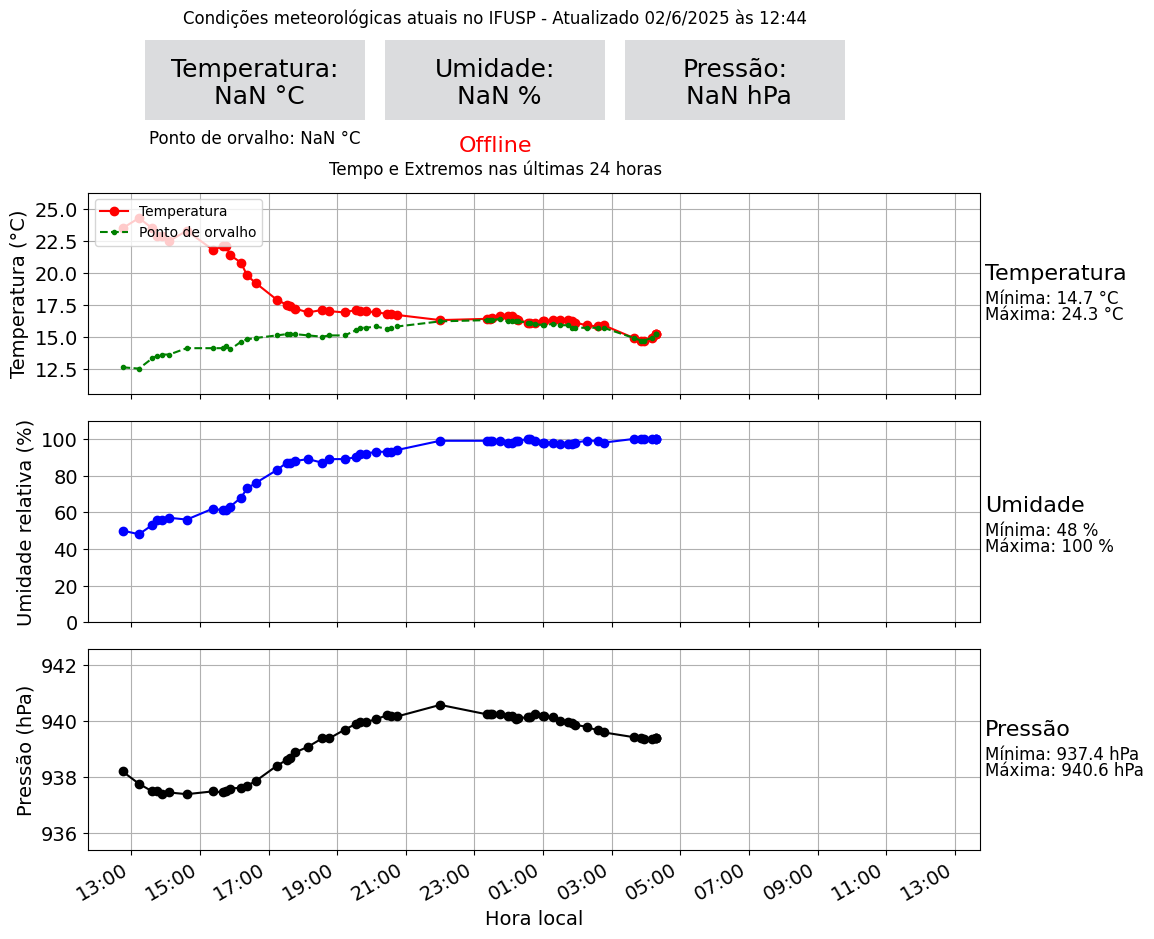 Condições meteorológicas atuais no IFUSP - Atualizado 02/6/2025 às 12:44
Temperatura:
NaN °C
Umidade:
NaN %
Pressão:
NaN hPa
Ponto de orvalho: NaN °C
Offline
Tempo e Extremos nas últimas 24 horas
Temperatura (°C)
25.0
22.5
20.0
17.5
15.0
12.5
Temperatura
Ponto de orvalho
Temperatura
Mínima: 14.7 °C
Máxima: 24.3 °C
Umidade relativa (%)
100
80
60
40
20
0
Umidade
Mínima: 48 %
Máxima: 100 %
Pressão (hPa)
942
940
938
936
Pressão
Mínima: 937.4 hPa
Máxima: 940.6 hPa
13:00 15:00 17:00 19:00 21:00 23:00 01:00 03:00 05:00 07:00 09:00 11:00 13:00
Hora local